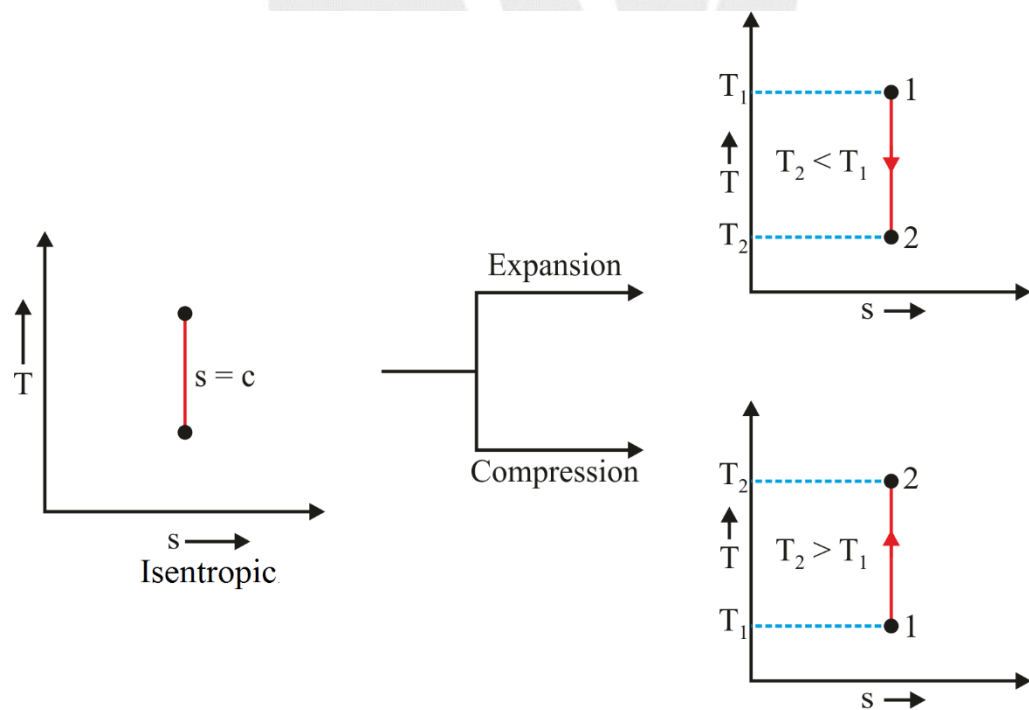 T
s = c
s
Isentropic
Expansion
Compression
T₁
1
T
T₂ < T₁
T₂
2
s
T₂
2
T
T₂ > T₁
T₁
1
s